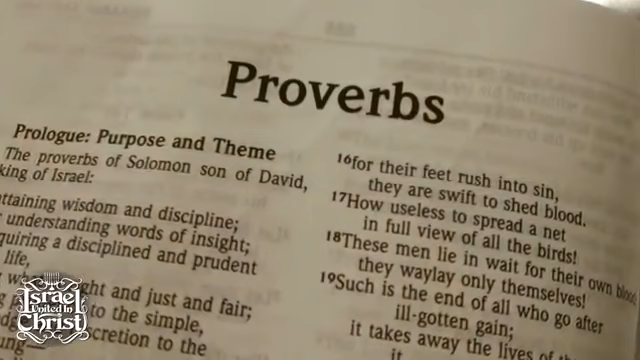 Proverbs
Prologue: Purpose and Theme
The proverbs of Solomon son of David,
king of Israel:
attaining wisdom and discipline;
understanding words of insight;
a disciplined and prudent
life,
ght and just and fair;
to the simple,
cretion to the
16for their feet rush into sin,
they are swift to shed blood.
17How useless to spread a net
in full view of all the birds!
18These men lie in wait for their own blood
they waylay only themselves!
19Such is the end of all who go after
ill-gotten gain;
it takes away the lives of
it
Israel
United In
Christ